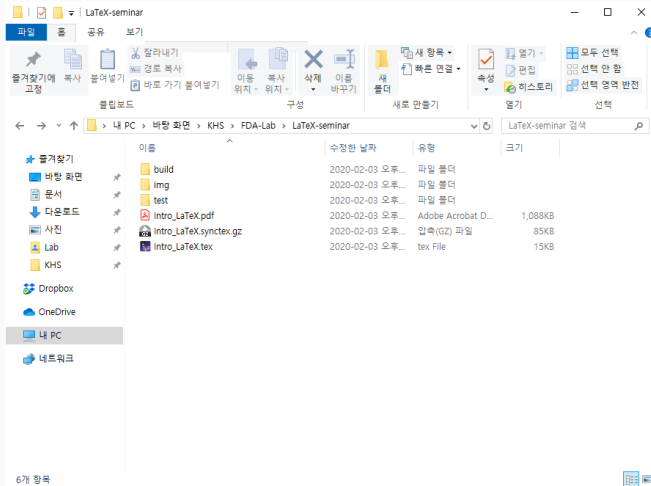 LaTeX-seminar
파일 홈 공유 보기
즐겨찾기에 고정
복사
붙여넣기
잘라내기
경로 복사
바로 가기 붙여넣기
클립보드
이동 위치
복사 위치
삭제
이름 바꾸기
구성
새 폴더
새 항목
빠른 연결
새로 만들기
속성
열기
편집
히스토리
열기
모두 선택
선택 안 함
선택 영역 반전
선택
내 PC > 바탕 화면 > KHS > FDA-Lab > LaTeX-seminar
LaTeX-seminar 검색
이름 수정한 날짜 유형 크기
즐겨찾기
바탕 화면
문서
다운로드
사진
Lab
KHS
Dropbox
OneDrive
내 PC
네트워크
build 2020-02-03 오후... 파일 폴더
img 2020-02-03 오후... 파일 폴더
test 2020-02-03 오후... 파일 폴더
Intro_LaTeX.pdf 2020-02-03 오후... Adobe Acrobat D... 1,088KB
Intro_LaTeX.synctex.gz 2020-02-03 오후... 압축(GZ) 파일 85KB
Intro_LaTeX.tex 2020-02-03 오후... tex File 15KB
6개 항목